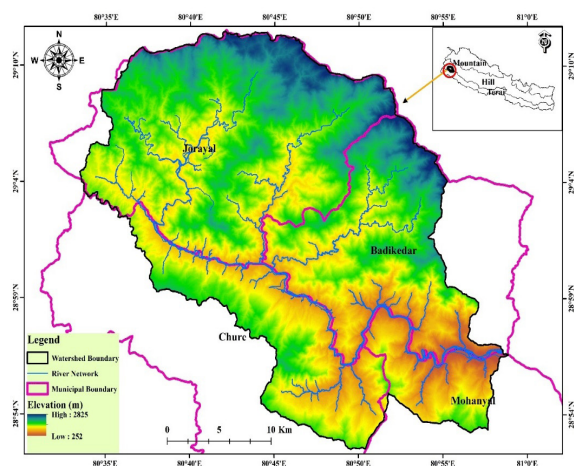 80°35'E 80°40'E 80°45'E 80°50'E 80°55'E 81°0'E
N
W E
S
29°10'N
29°4'N
28°59'N
28°54'N
29°10'N
29°4'N
28°59'N
28°54'N
Mountain
Hill
Terai
Jorayal
Badikedar
Chure
Mohanyal
Legend
Watershed Boundary
River Network
Municipal Boundary
Elevation (m)
High : 2825
Low : 252
0 5 10 Km
80°35'E 80°40'E 80°45'E 80°50'E 80°55'E 81°0'E